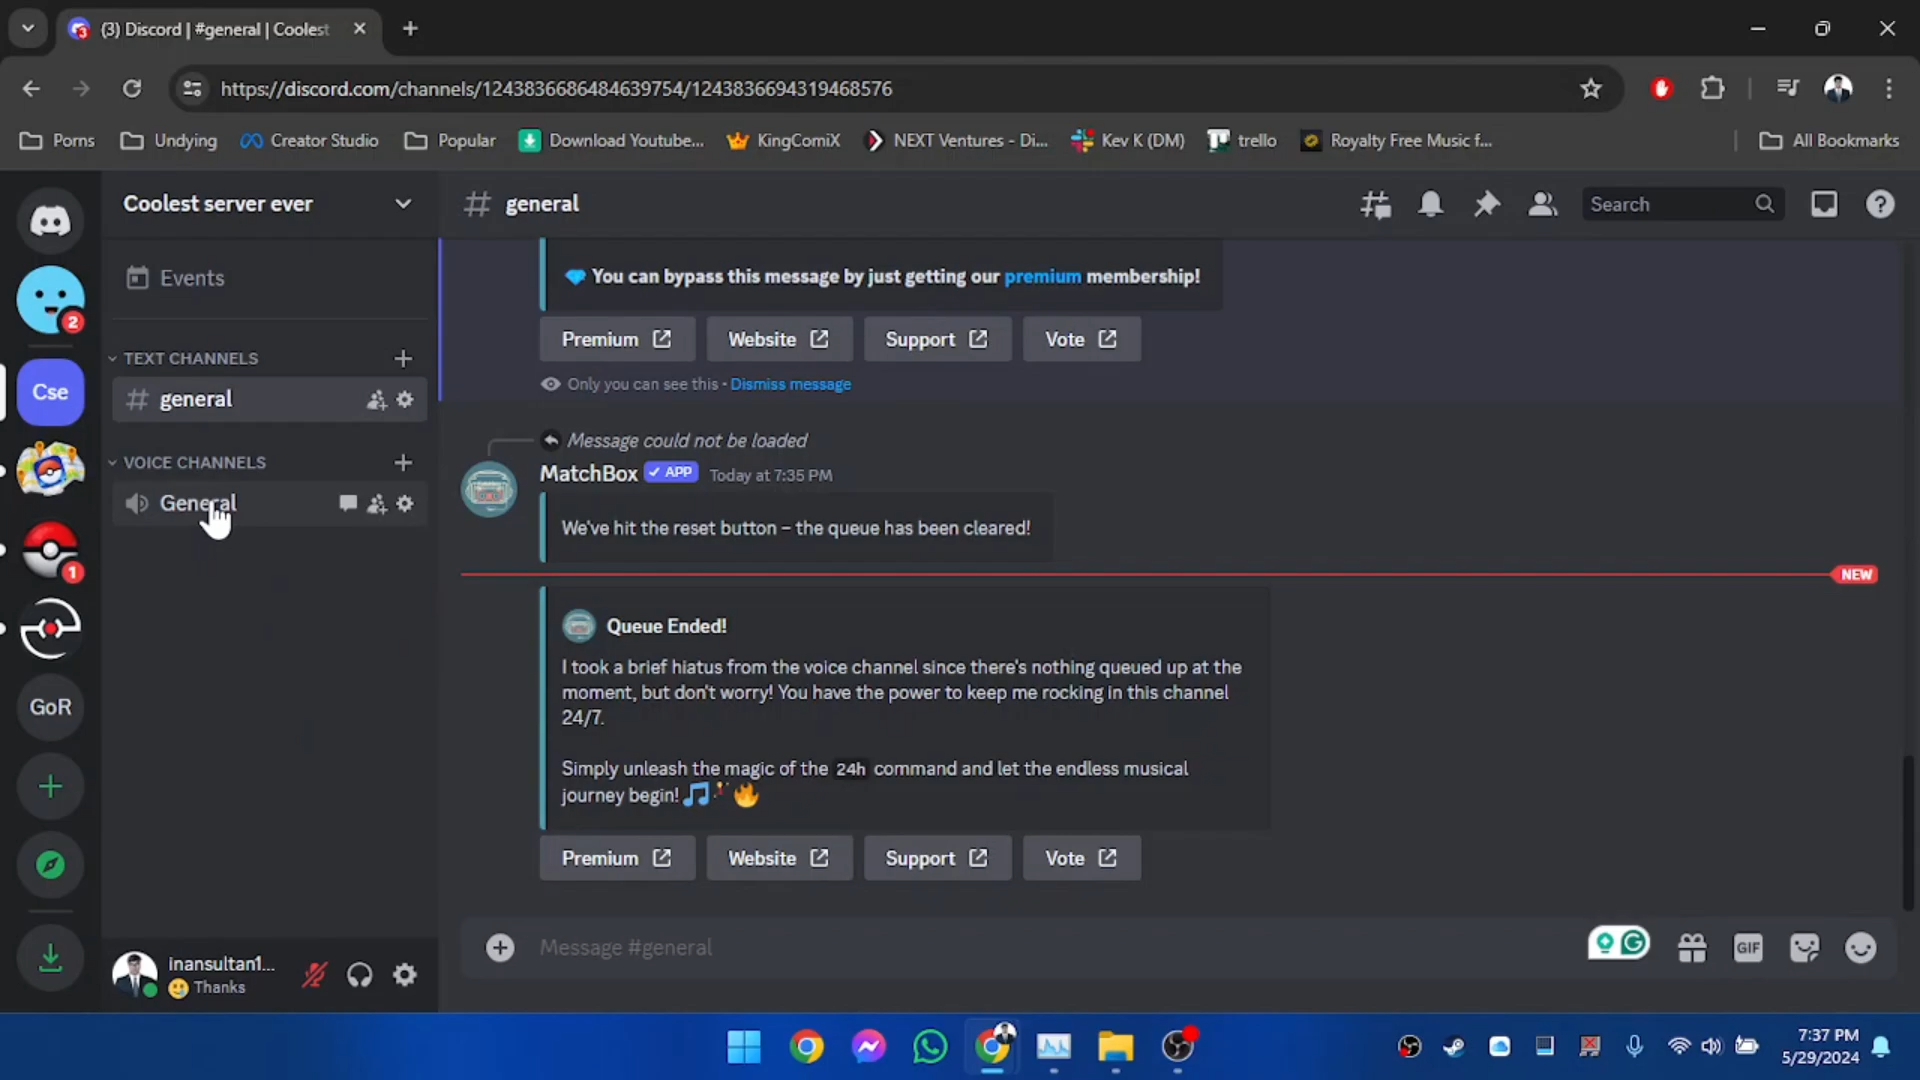 (3) Discord | #general | Coolest
https://discord.com/channels/1243836686484639754/1243836694319468576
Porns
Undying
Creator Studio
Popular
Download Youtube...
KingComiX
NEXT Ventures - Di...
Kev K (DM)
trello
Royalty Free Music f...
All Bookmarks
Coolest server ever
general
Search
Events
You can bypass this message by just getting our premium membership!
2
Premium
Website
Support
Vote
TEXT CHANNELS
Only you can see this • Dismiss message
Cse
general
Message could not be loaded
VOICE CHANNELS
MatchBox APP Today at 7:35 PM
General
We've hit the reset button – the queue has been cleared!
1
NEW
Queue Ended!
I took a brief hiatus from the voice channel since there's nothing queued up at the
moment, but don't worry! You have the power to keep me rocking in this channel
24/7.
GoR
Simply unleash the magic of the 24h command and let the endless musical
journey begin! 🎵🔥
Premium
Website
Support
Vote
Message #general
GIF
inansultan1...
Thanks
7:37 PM
5/29/2024